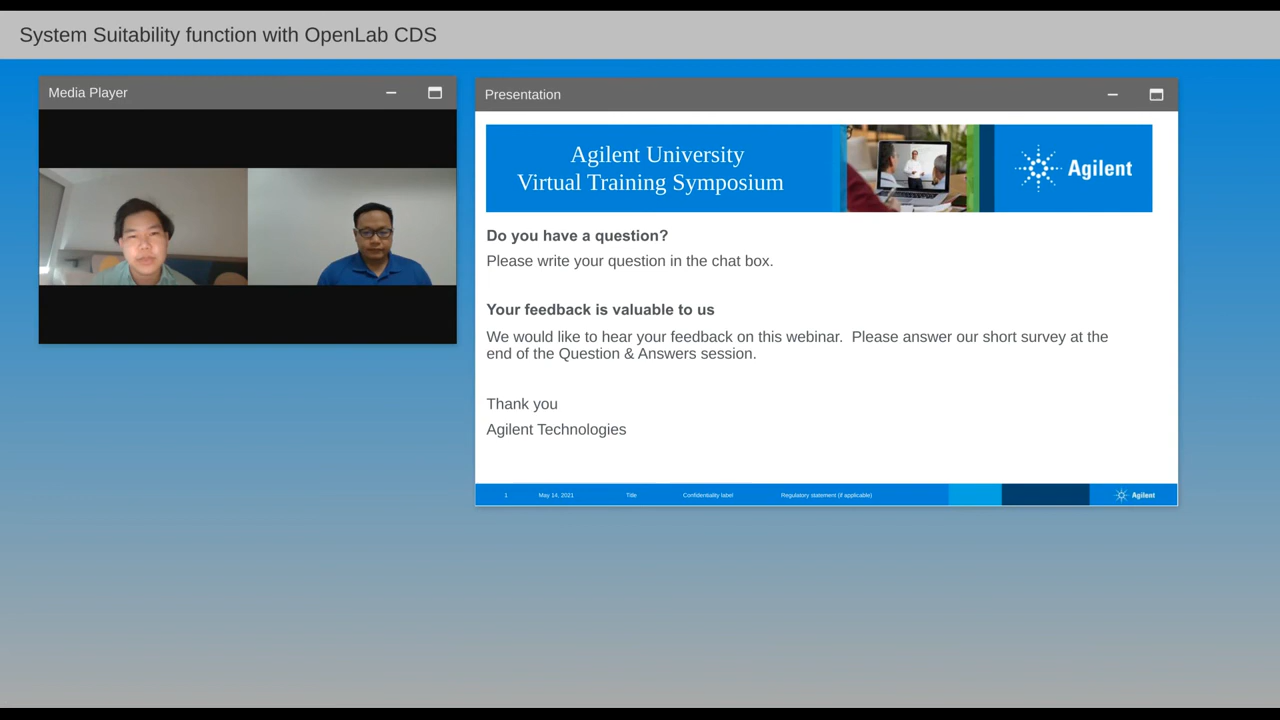 System Suitability function with OpenLab CDS
Media Player
Presentation
Agilent University
Virtual Training Symposium
Agilent
Do you have a question?
Please write your question in the chat box.
Your feedback is valuable to us
We would like to hear your feedback on this webinar.  Please answer our short survey at the
end of the Question & Answers session.
Thank you
Agilent Technologies
1 May 14, 2021 Title Confidentiality label Regulatory statement (if applicable) Agilent